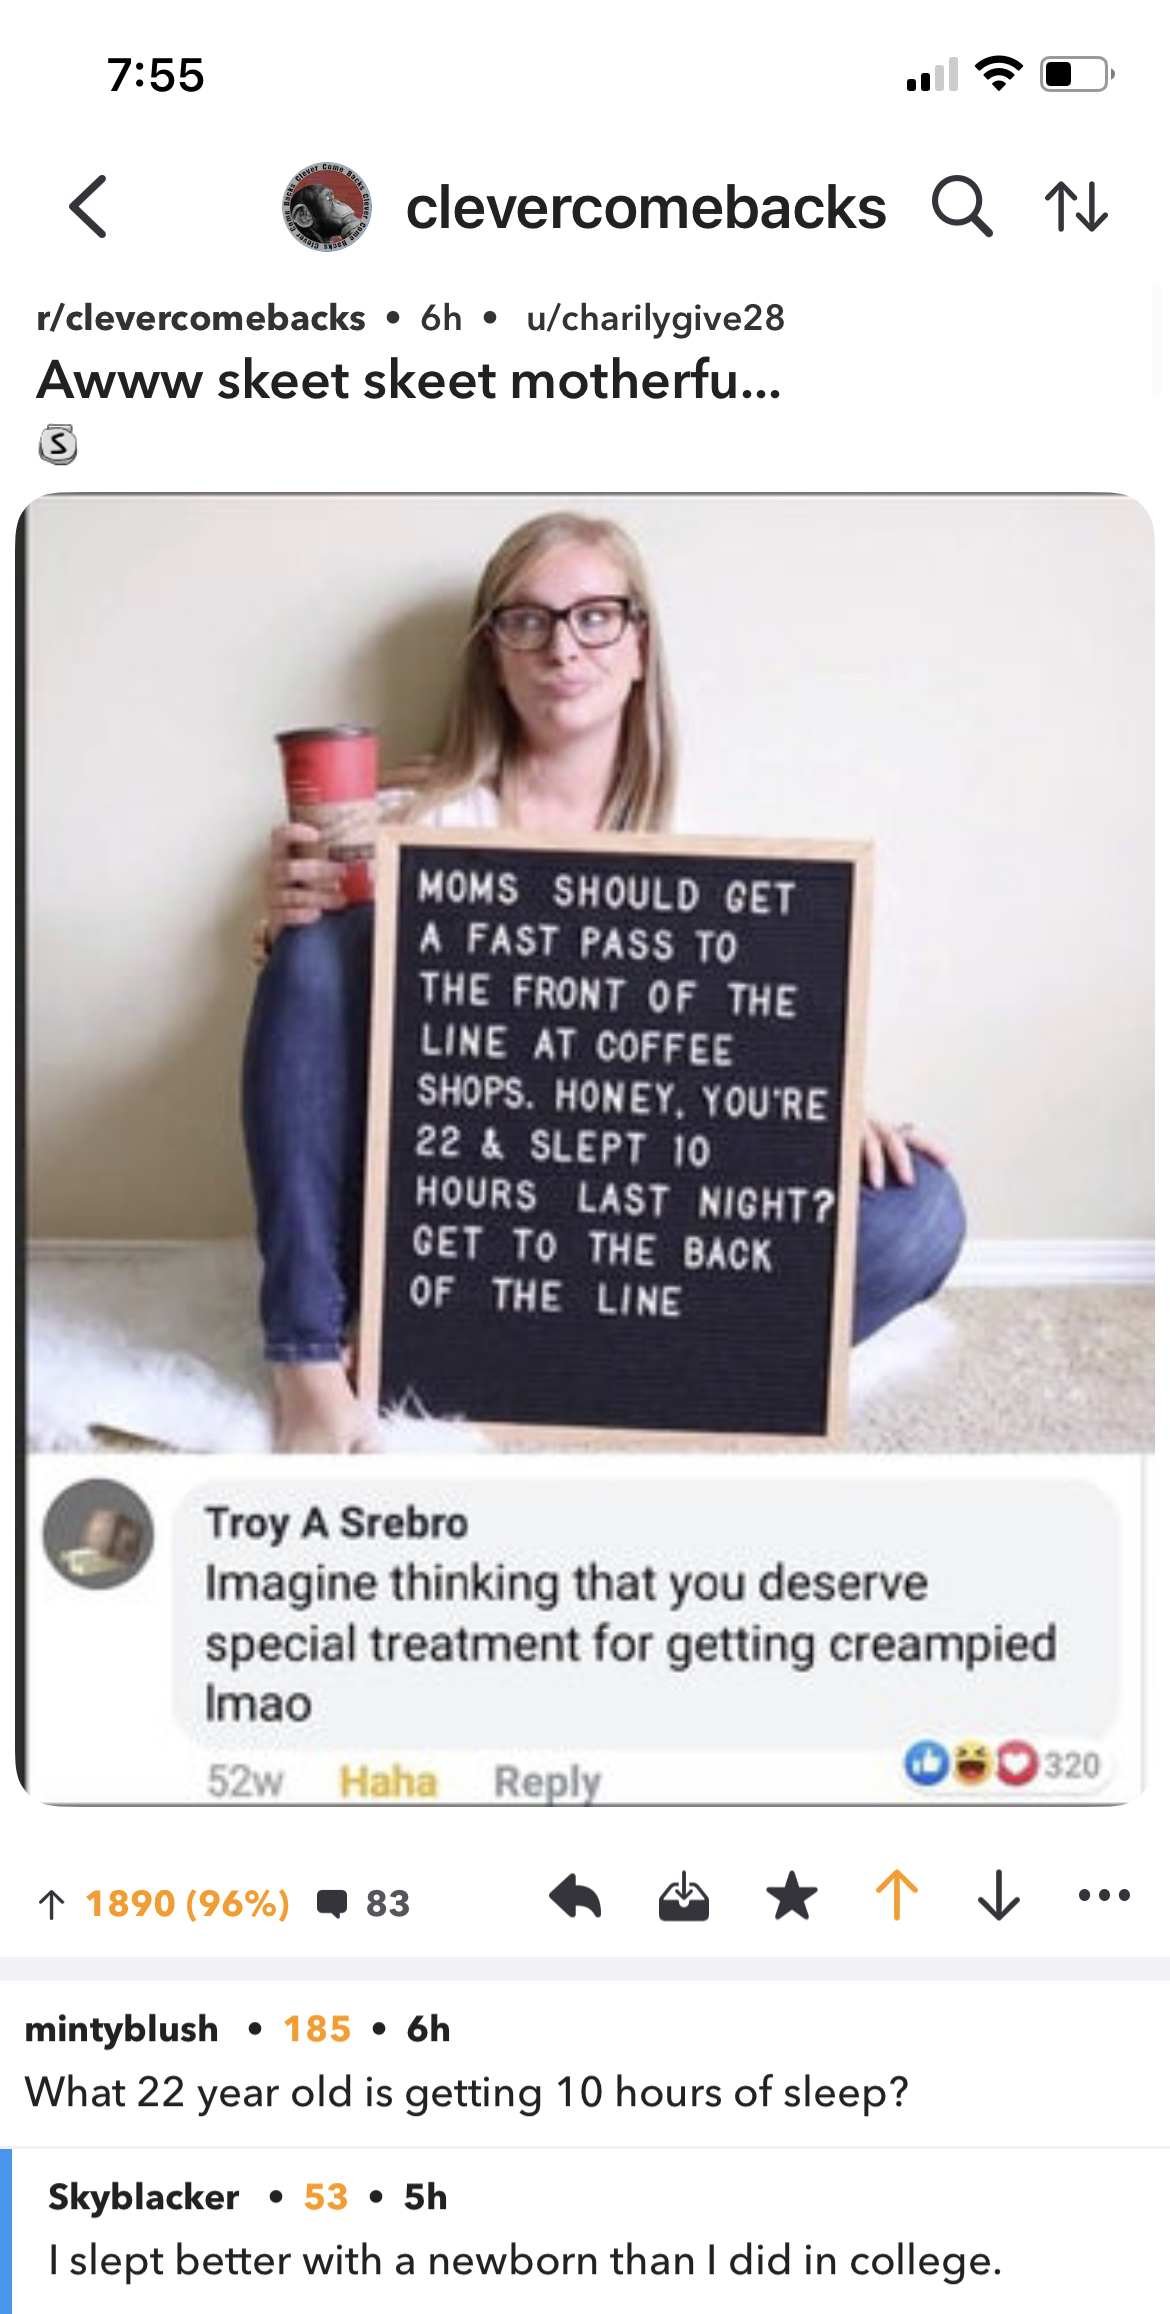 7:55
clevercomebacks
r/clevercomebacks • 6h • u/charilygive28
Awww skeet skeet motherfu...
S
MOMS SHOULD GET
A FAST PASS TO
THE FRONT OF THE
LINE AT COFFEE
SHOPS. HONEY, YOU'RE
22 & SLEPT 10
HOURS LAST NIGHT?
GET TO THE BACK
OF THE LINE
Troy A Srebro
Imagine thinking that you deserve
special treatment for getting creampied
lmao
52w Haha Reply 320
1890 (96%) 83
mintyblush • 185 • 6h
What 22 year old is getting 10 hours of sleep?
Skyblacker • 53 • 5h
I slept better with a newborn than I did in college.